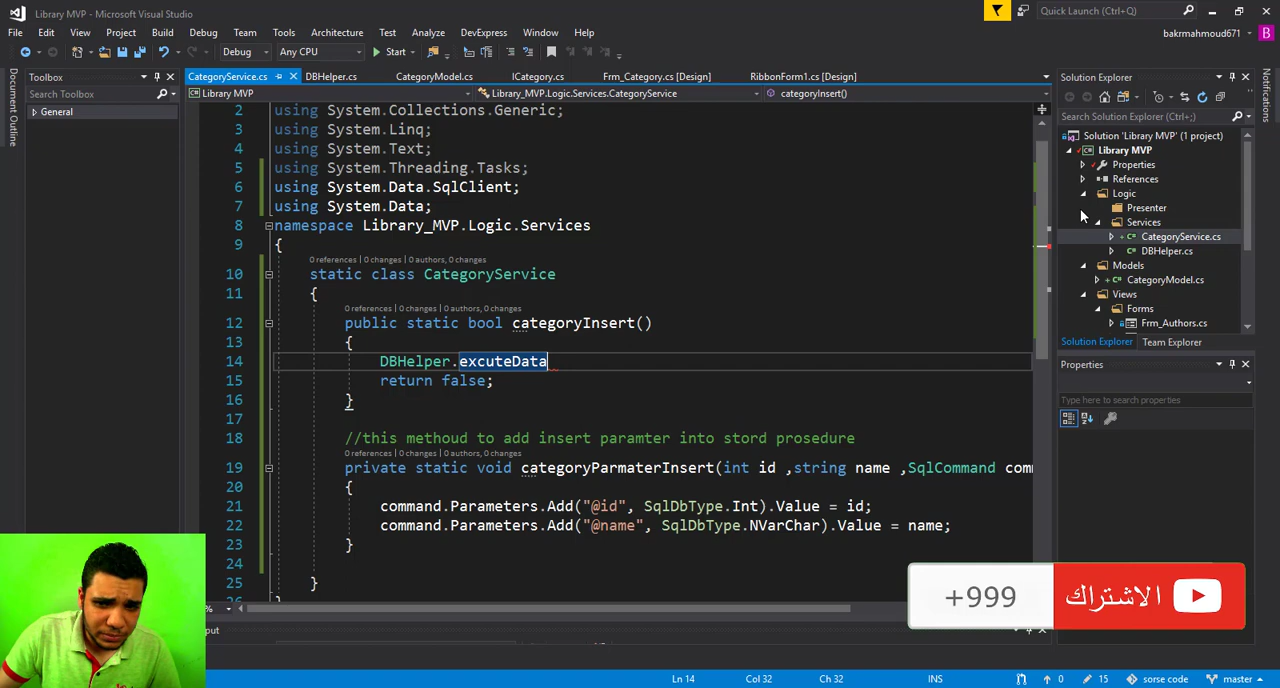 Library MVP - Microsoft Visual Studio
Quick Launch (Ctrl+Q)
File Edit View Project Build Debug Team Tools Architecture Test Analyze DevExpress Window Help
bakrmahmoud671 B
Debug Any CPU Start
Document Outline
Toolbox
Search Toolbox
General
CategoryService.cs DBHelper.cs CategoryModel.cs ICategory.cs Frm_Category.cs [Design] RibbonForm1.cs [Design]
Library MVP Library_MVP.Logic.Services.CategoryService categoryInsert()
2 using System.Collections.Generic;
3 using System.Linq;
4 using System.Text;
5 using System.Threading.Tasks;
6 using System.Data.SqlClient;
7 using System.Data;
8 namespace Library_MVP.Logic.Services
9 {
0 references | 0 changes | 0 authors, 0 changes
10 static class CategoryService
11 {
0 references | 0 changes | 0 authors, 0 changes
12 public static bool categoryInsert()
13 {
14 DBHelper.excuteData
15 return false;
16 }
17
18 //this methoud to add insert paramter into stord prosedure
0 references | 0 changes | 0 authors, 0 changes
19 private static void categoryParmaterInsert(int id ,string name ,SqlCommand com
20 {
21 command.Parameters.Add("@id", SqlDbType.Int).Value = id;
22 command.Parameters.Add("@name", SqlDbType.NVarChar).Value = name;
23 }
24
25 }
%
Solution Explorer
Search Solution Explorer (Ctrl+;)
Solution 'Library MVP' (1 project)
Library MVP
Properties
References
Logic
Presenter
Services
CategoryService.cs
DBHelper.cs
Models
CategoryModel.cs
Views
Forms
Frm_Authors.cs
Solution Explorer Team Explorer
Properties
Type here to search properties
Notifications
+999 الاشتراك
Ln 14 Col 32 Ch 32 INS 0 15 sorse code master